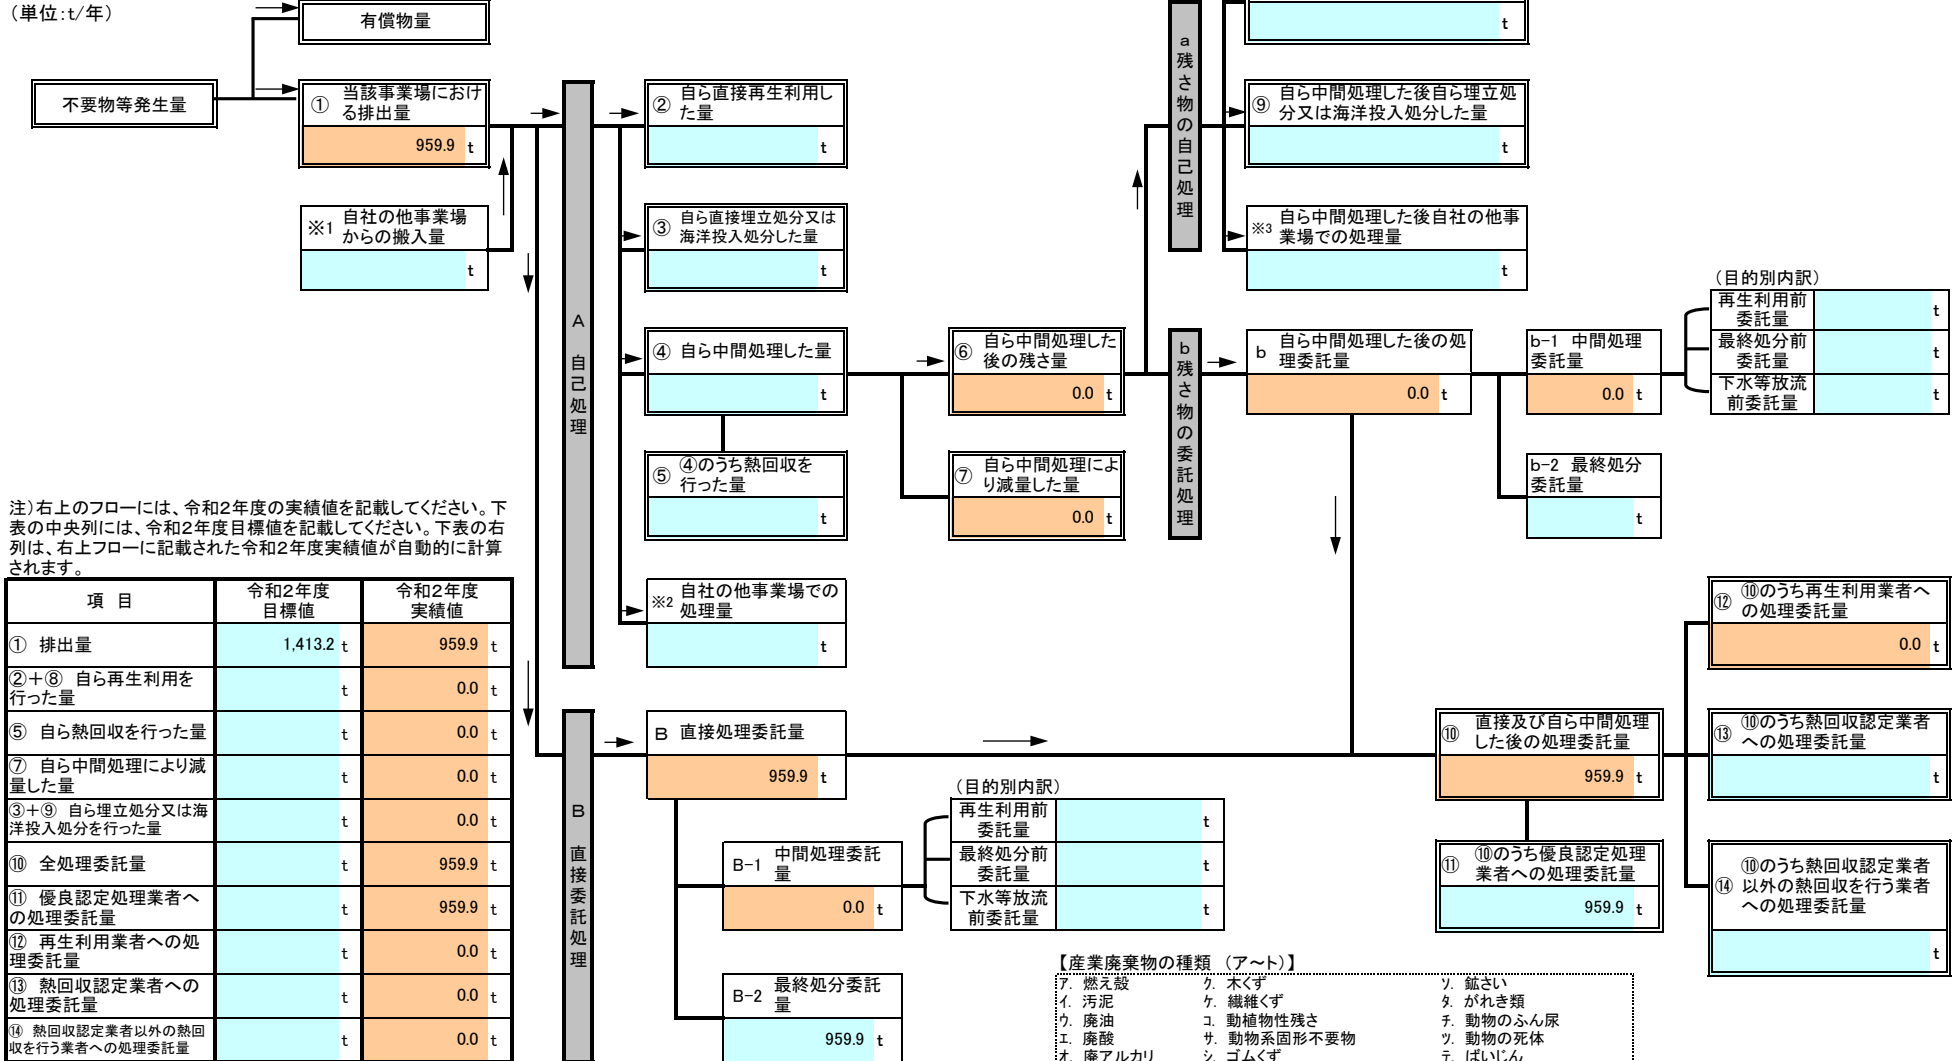 (単位:t/年)
有償物量
不要物等発生量
① 当該事業場におけ
る排出量
959.9 t
※1 自社の他事業場
からの搬入量
t
A 自己処理
② 自ら直接再生利用し
た量
t
③ 自ら直接埋立処分又は
海洋投入処分した量
t
④ 自ら中間処理した量
t
⑤ ④のうち熱回収を
行った量
t
※2 自社の他事業場での
処理量
t
⑥ 自ら中間処理した
後の残さ量
0.0 t
⑦ 自ら中間処理によ
り減量した量
0.0 t
a 残さ物の自己処理
t
⑨ 自ら中間処理した後自ら埋立処
分又は海洋投入処分した量
t
※3 自ら中間処理した後自社の他事
業場での処理量
t
b 残さ物の委託処理
b 自ら中間処理した後の処
理委託量
0.0 t
b-1 中間処理
委託量
0.0 t
b-2 最終処分
委託量
t
(目的別内訳)
再生利用前
委託量
t
最終処分前
委託量
t
下水等放流
前委託量
t
注)右上のフローには、令和2年度の実績値を記載してください。下
表の中央列には、令和2年度目標値を記載してください。下表の右
列は、右上フローに記載された令和2年度実績値が自動的に計算
されます。
項 目
令和2年度
目標値
令和2年度
実績値
① 排出量
1,413.2 t
959.9 t
②+⑧ 自ら再生利用を
行った量
t
0.0 t
⑤ 自ら熱回収を行った量
t
0.0 t
⑦ 自ら中間処理により減
量した量
t
0.0 t
③+⑨ 自ら埋立処分又は海
洋投入処分を行った量
t
0.0 t
⑩ 全処理委託量
t
959.9 t
⑪ 優良認定処理業者へ
の処理委託量
t
959.9 t
⑫ 再生利用業者への処
理委託量
t
0.0 t
⑬ 熱回収認定業者への
処理委託量
t
0.0 t
⑭ 熱回収認定業者以外の熱回
収を行う業者への処理委託量
t
0.0 t
B 直接委託処理
B 直接処理委託量
959.9 t
B-1 中間処理委託
量
0.0 t
B-2 最終処分委託
量
959.9 t
(目的別内訳)
再生利用前
委託量
t
最終処分前
委託量
t
下水等放流
前委託量
t
⑩ 直接及び自ら中間処理
した後の処理委託量
959.9 t
⑪ ⑩のうち優良認定処理
業者への処理委託量
959.9 t
⑫ ⑩のうち再生利用業者へ
の処理委託量
0.0 t
⑬ ⑩のうち熱回収認定業者
への処理委託量
t
⑭ ⑩のうち熱回収認定業者
以外の熱回収を行う業者
への処理委託量
t
【産業廃棄物の種類 (ア~ト)】
ア. 燃え殻 ク. 木くず ソ. 鉱さい
イ. 汚泥 ケ. 繊維くず タ. がれき類
ウ. 廃油 コ. 動植物性残さ チ. 動物のふん尿
エ. 廃酸 サ. 動物系固形不要物 ツ. 動物の死体
オ. 廃アルカリ シ. ゴムくず テ. ばいじん